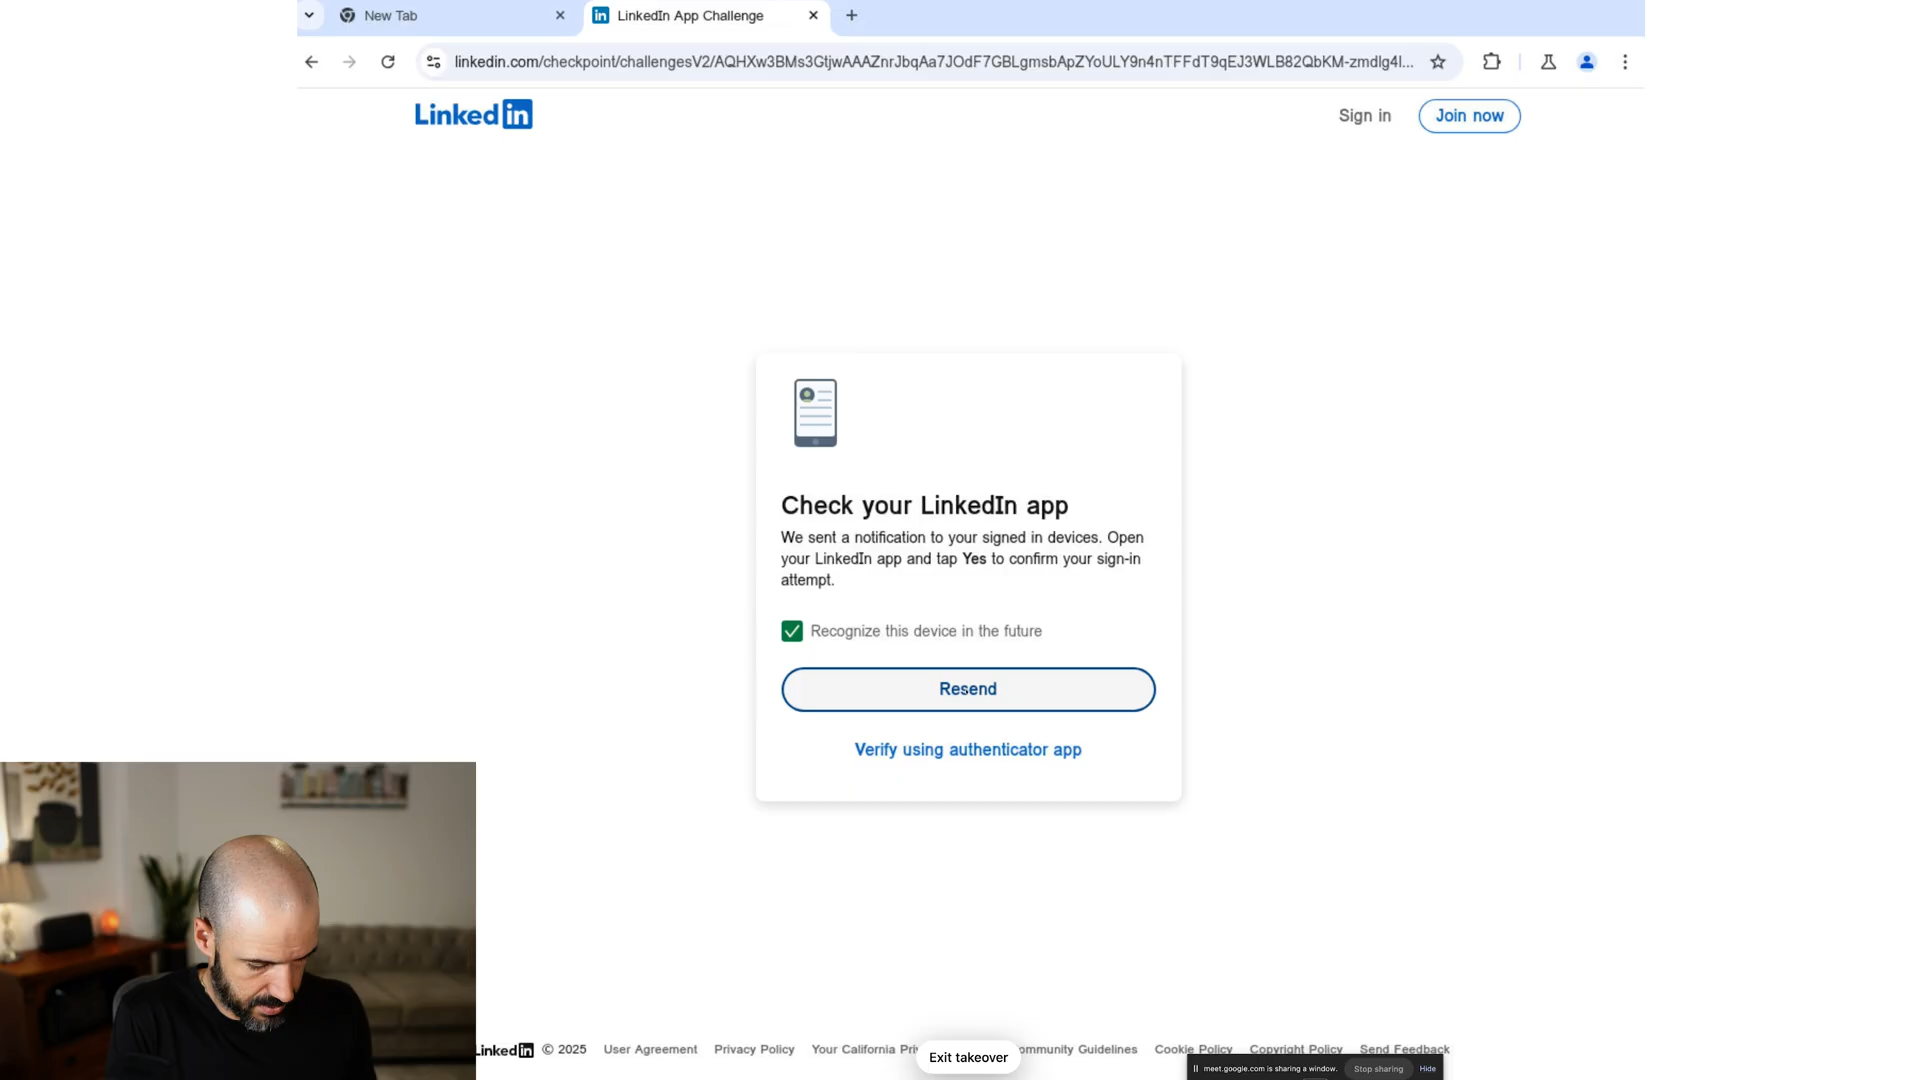 New Tab
LinkedIn App Challenge
linkedin.com/checkpoint/challengesV2/AQHXw3BMs3GtjwAAAZnrJbqAa7JOdF7GBLgmsbApZYoULY9n4nTFFdT9qEJ3WLB82QbKM-zmdlg4l...
Linked in
Sign in
Join now
Check your LinkedIn app
We sent a notification to your signed in devices. Open
your LinkedIn app and tap Yes to confirm your sign-in
attempt.
Recognize this device in the future
Resend
Verify using authenticator app
Linked in © 2025 User Agreement Privacy Policy Your California Pri ommunity Guidelines Cookie Policy Copyright Policy Send Feedback
Exit takeover
meet.google.com is sharing a window. Stop sharing Hide